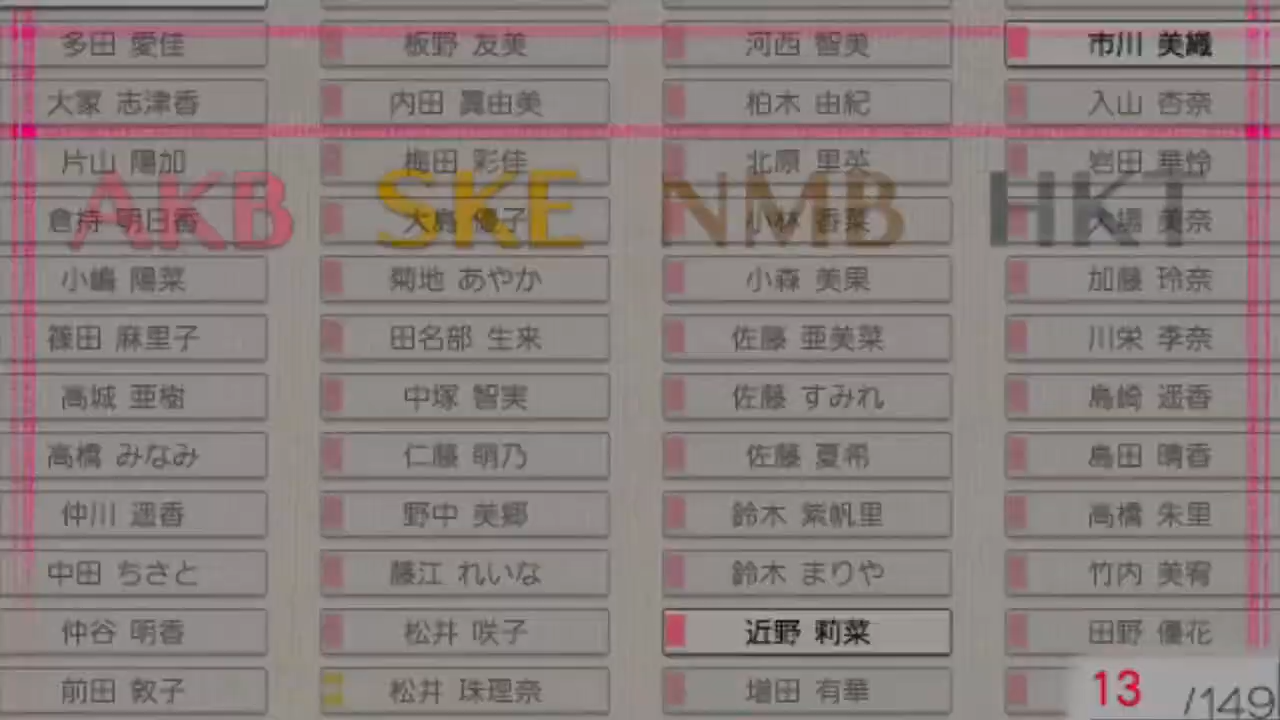 多田 愛佳 板野 友美 河西 智美 市川 美織
大家 志津香 内田 眞由美 柏木 由紀 入山 杏奈
片山 陽加 梅田 彩佳 北原 里英 岩田 華怜
AKB SKE NMB HKT
倉持 明日香 大島 優子 小林 香菜 大場 美奈
小嶋 陽菜 菊地 あやか 小森 美果 加藤 玲奈
篠田 麻里子 田名部 生来 佐藤 亜美菜 川栄 李奈
高城 亜樹 中塚 智実 佐藤 すみれ 島崎 遥香
高橋 みなみ 仁藤 萌乃 佐藤 夏希 島田 晴香
仲川 遥香 野中 美郷 鈴木 紫帆里 高橋 朱里
中田 ちさと 藤江 れいな 鈴木 まりや 竹内 美宥
仲谷 明香 松井 咲子 近野 莉菜 田野 優花
前田 敦子 松井 珠理奈 増田 有華
13 /149